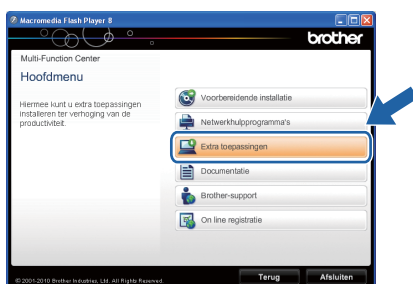 Macromedia Flash Player 8
brother
Multi-Function Center
Hoofdmenu
Hiermee kunt u extra toepassingen
installeren ter verhoging van de
productiviteit.
Voorbereidende installatie
Netwerkhulpprogramma's
Extra toepassingen
Documentatie
Brother-support
On line registratie
© 2001-2010 Brother Industries, Ltd. All Rights Reserved.
Terug
Afsluiten